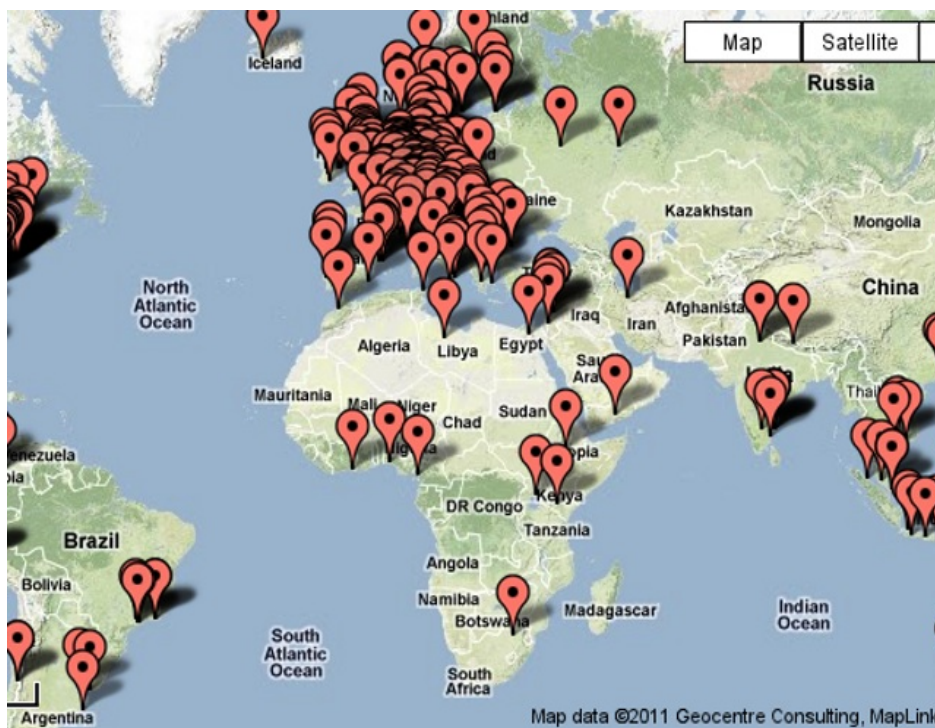 Map Satellite
Iceland
Russia
Kazakhstan
Mongolia
China
North
Atlantic
Ocean
Afghanista
Iraq
Iran
Pakistan
Algeria
Libya
Egypt
Mauritania
Mali
Niger
Chad
Sudan
DR Congo
Kenya
Tanzania
Brazil
Bolivia
Angola
Namibia
Botswana
Madagascar
Indian
Ocean
South
Atlantic
Ocean
South
Africa
Argentina
Map data ©2011 Geocentre Consulting, MapLink